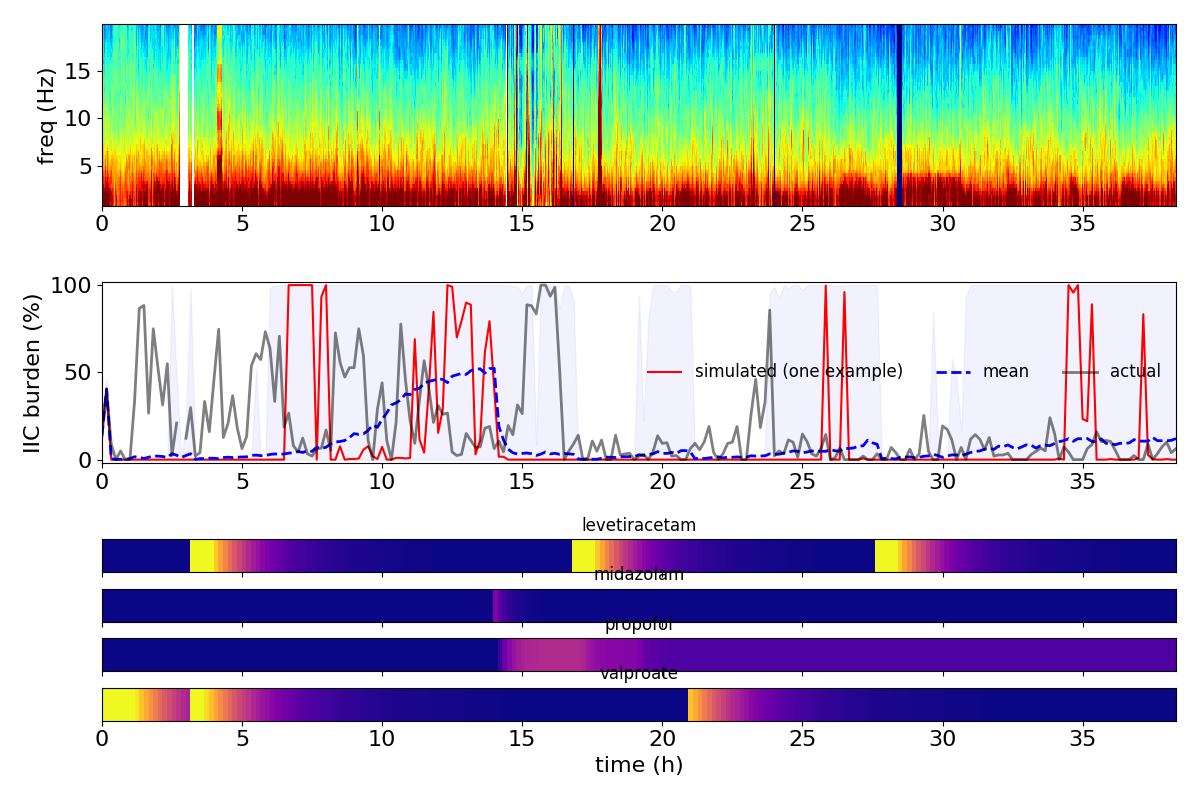 freq (Hz)
15
10
5
0 5 10 15 20 25 30 35
IIC burden (%)
100
50
0
simulated (one example) mean actual
0 5 10 15 20 25 30 35
levetiracetam
midazolam
propofol
valproate
0 5 10 15 20 25 30 35
time (h)